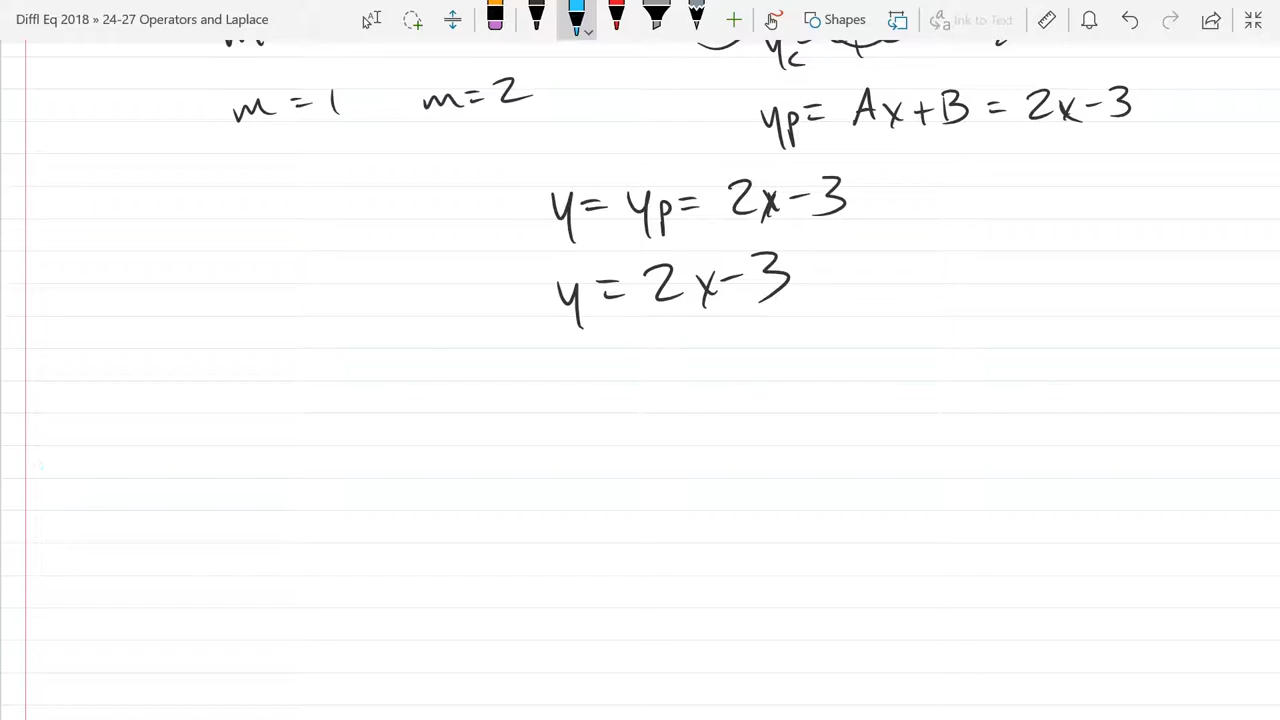 Diffl Eq 2018 » 24-27 Operators and Laplace
Shapes
Link to Text
m = 1 m=2
yp= Ax+B = 2x-3
y= yp= 2x-3
y = 2x-3